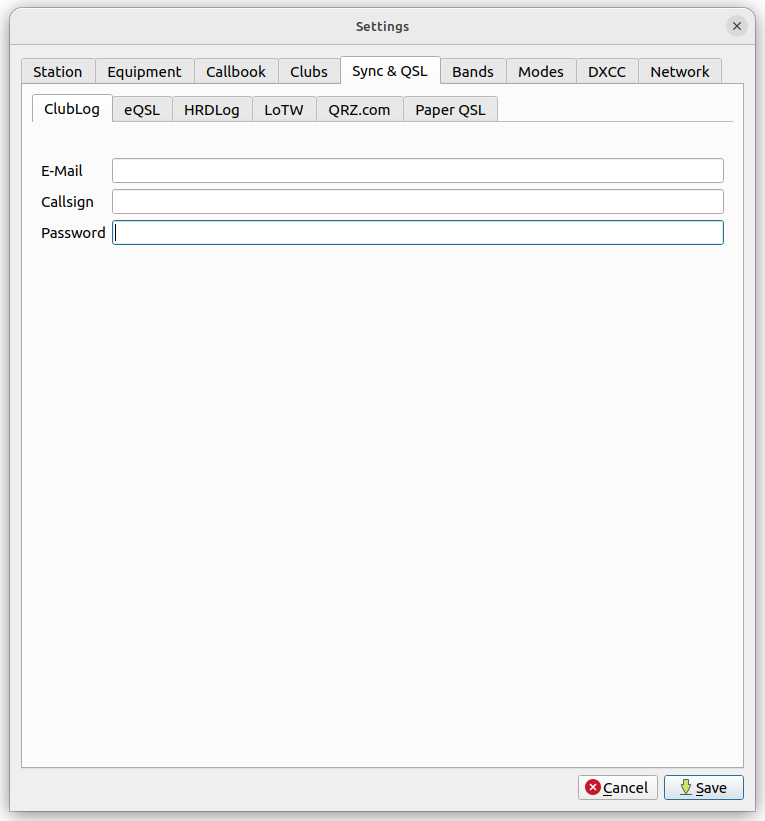 Settings
Station Equipment Callbook Clubs Sync & QSL Bands Modes DXCC Network
ClubLog eQSL HRDLog LoTW QRZ.com Paper QSL
E-Mail
Callsign
Password
Cancel Save